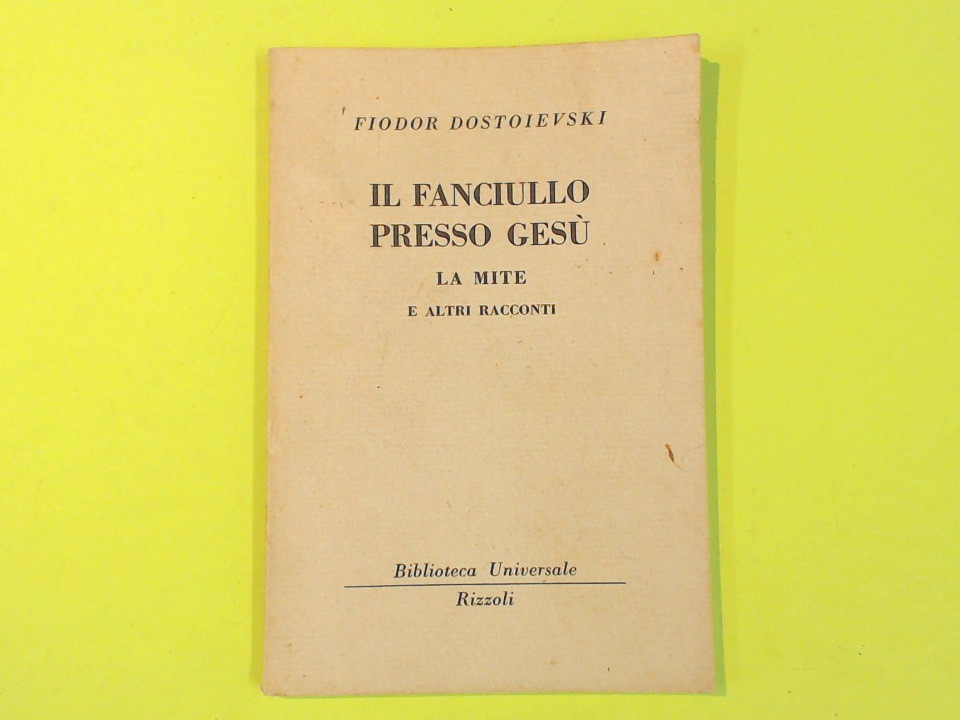 FIODOR DOSTOIEVSKI
IL FANCIULLO
PRESSO GESÙ
LA MITE
E ALTRI RACCONTI
Biblioteca Universale
Rizzoli